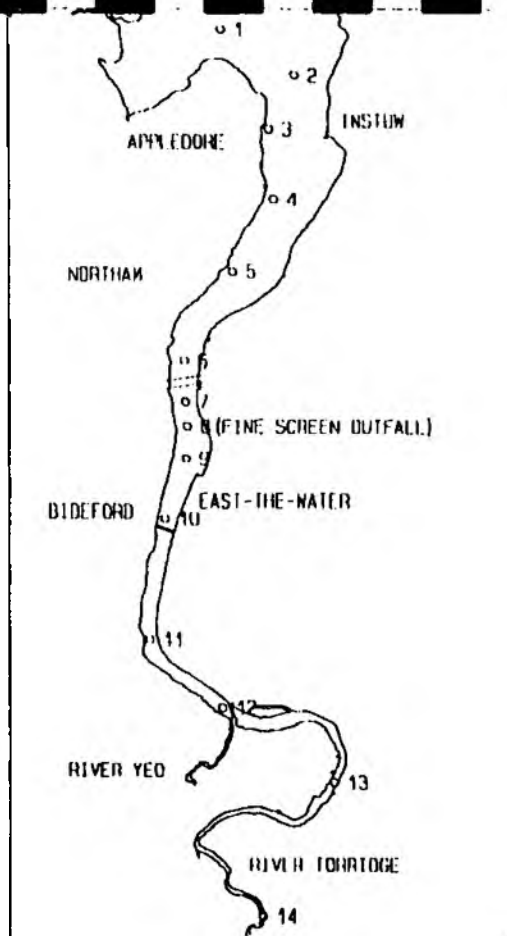 1
2
INSTOW
3
APPLEDORE
4
NORTHAM
5
6
7
8 (FINE SCREEN OUTFALL)
9
EAST-THE-WATER
BIDEFORD
10
11
12
RIVER YEO
13
RIVER TORRIDGE
14